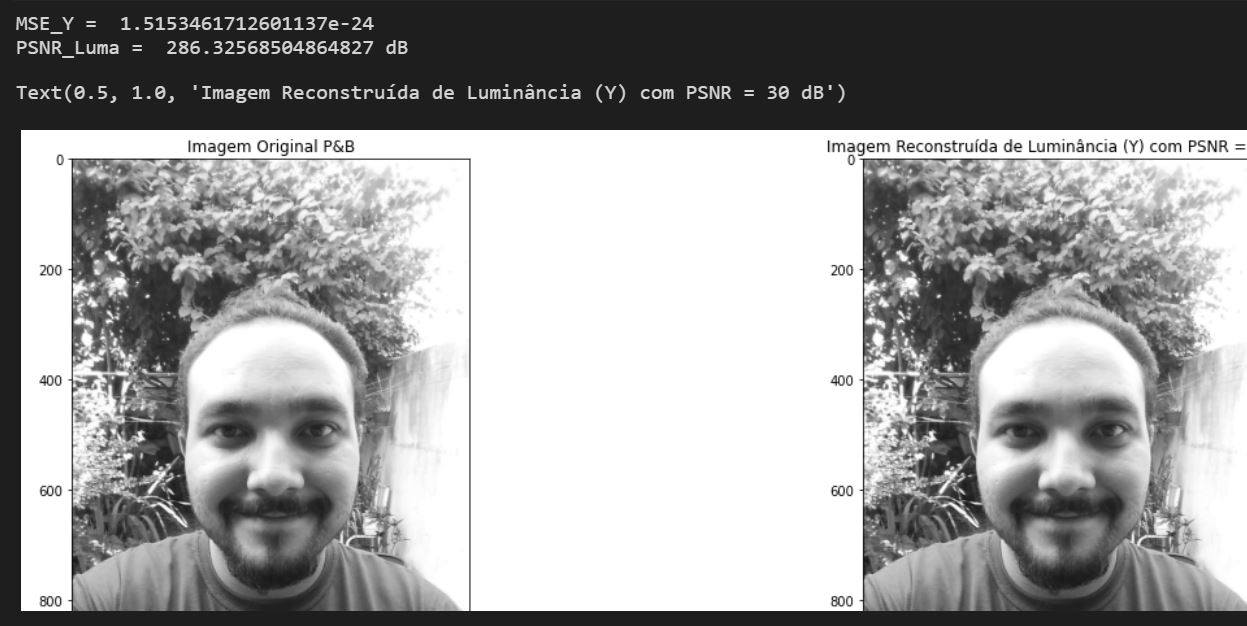 MSE_Y =  1.5153461712601137e-24
PSNR_Luma =  286.32568504864827 dB
Text(0.5, 1.0, 'Imagem Reconstruída de Luminância (Y) com PSNR = 30 dB')
Imagem Original P&B
Imagem Reconstruída de Luminância (Y) com PSNR =
0
200
400
600
800
0
200
400
600
800